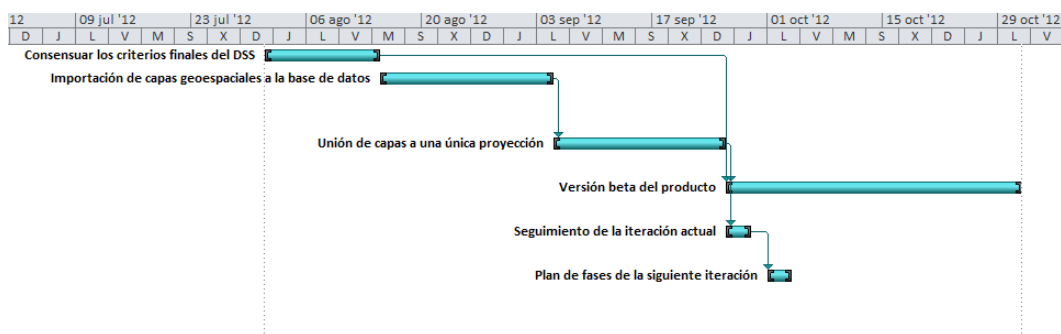 12 09 jul '12 23 jul '12 06 ago '12 20 ago '12 03 sep '12 17 sep '12 01 oct '12 15 oct '12 29 oct '12
D J L V M S X D J L V M S X D J L V M S X D J L V M S X D J L V
Consensuar los criterios finales del DSS
Importación de capas geoespaciales a la base de datos
Unión de capas a una única proyección
Versión beta del producto
Seguimiento de la iteración actual
Plan de fases de la siguiente iteración